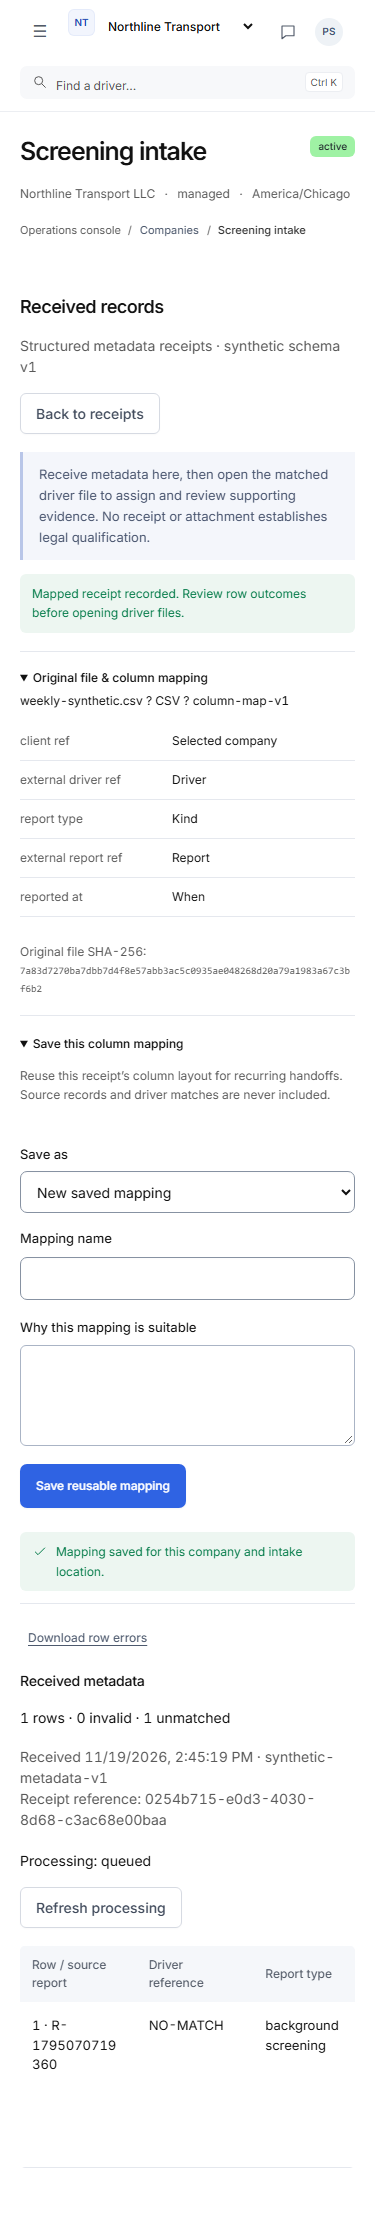 NT
Northline Transport
PS
Find a driver...
Ctrl K
Screening intake
active
Northline Transport LLC · managed · America/Chicago
Operations console / Companies / Screening intake
Received records
Structured metadata receipts · synthetic schema
v1
Back to receipts
Receive metadata here, then open the matched
driver file to assign and review supporting
evidence. No receipt or attachment establishes
legal qualification.
Mapped receipt recorded. Review row outcomes
before opening driver files.
▼ Original file & column mapping
weekly-synthetic.csv ? CSV ? column-map-v1
client ref Selected company
external driver ref Driver
report type Kind
external report ref Report
reported at When
Original file SHA-256:
7a83d7270ba7dbb7d4f8e57abb3ac5c0935ae048268d20a79a1983a67c3b
f6b2
▼ Save this column mapping
Reuse this receipt’s column layout for recurring handoffs.
Source records and driver matches are never included.
Save as
New saved mapping
Mapping name
Why this mapping is suitable
Save reusable mapping
Mapping saved for this company and intake
location.
Download row errors
Received metadata
1 rows · 0 invalid · 1 unmatched
Received 11/19/2026, 2:45:19 PM · synthetic-
metadata-v1
Receipt reference: 0254b715-e0d3-4030-
8d68-c3ac68e00baa
Processing: queued
Refresh processing
Row / source
report
Driver
reference
Report type
1 · R-
1795070719
360
NO-MATCH
background
screening